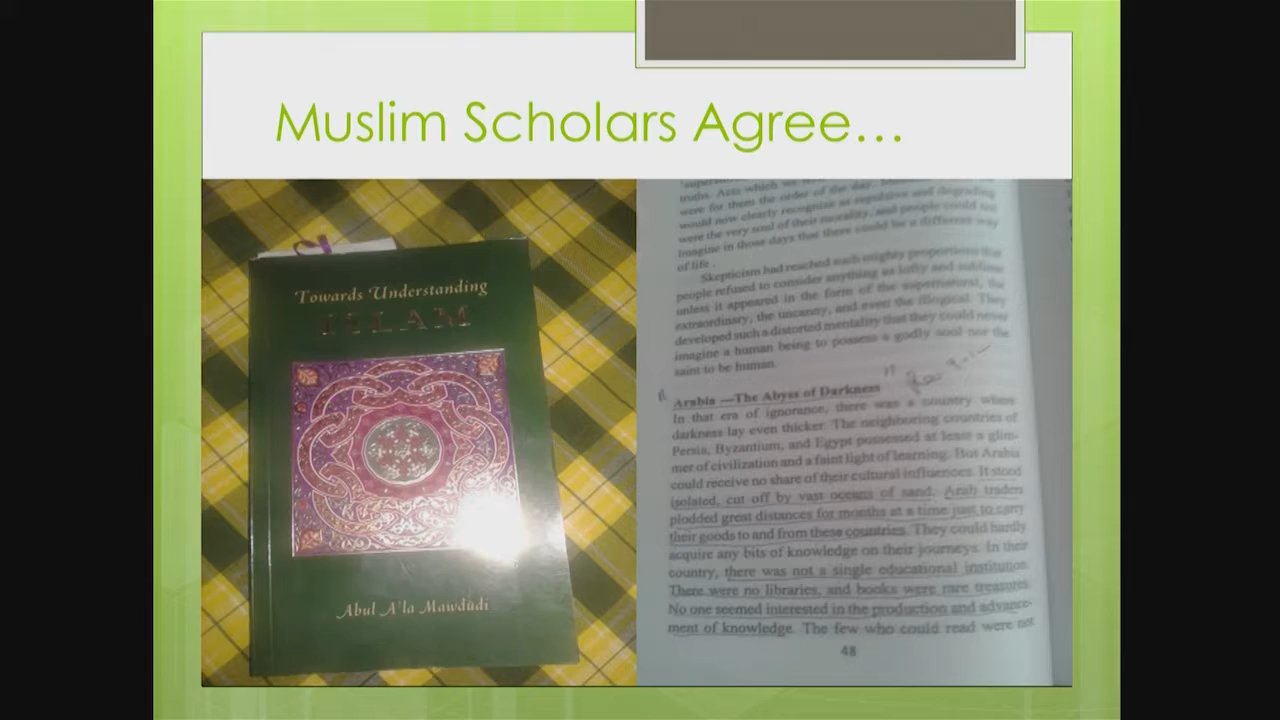 Muslim Scholars Agree…
Towards Understanding
ISLAM
Abul A'la Mawdudi
truths. Acts which we
were for them the order of the day.
would now clearly recognize as repulsive and degrading
were the very soul of their morality, and people could not
imagine in those days that there could be a different way
of life.
Skepticism had reached such mighty proportions that
people refused to consider anything as lofty and sublime
unless it appeared in the form of the supernatural, the
extraordinary, the uncanny, and even the illogical. They
developed such a distorted mentality that they could never
imagine a human being to possess a godly soul nor the
saint to be human.
Arabia —The Abyss of Darkness
In that era of ignorance, there was a country where
darkness lay even thicker. The neighbouring countries of
Persia, Byzantium, and Egypt possessed at least a glim-
mer of civilization and a faint light of learning. But Arabia
could receive no share of their cultural influences. It stood
isolated, cut off by vast oceans of sand. Arab traders
plodded great distances for months at a time just to carry
their goods to and from these countries. They could hardly
acquire any bits of knowledge on their journeys. In their
country, there was not a single educational institution.
There were no libraries, and books were rare treasures.
No one seemed interested in the production and advance-
ment of knowledge. The few who could read were not
48